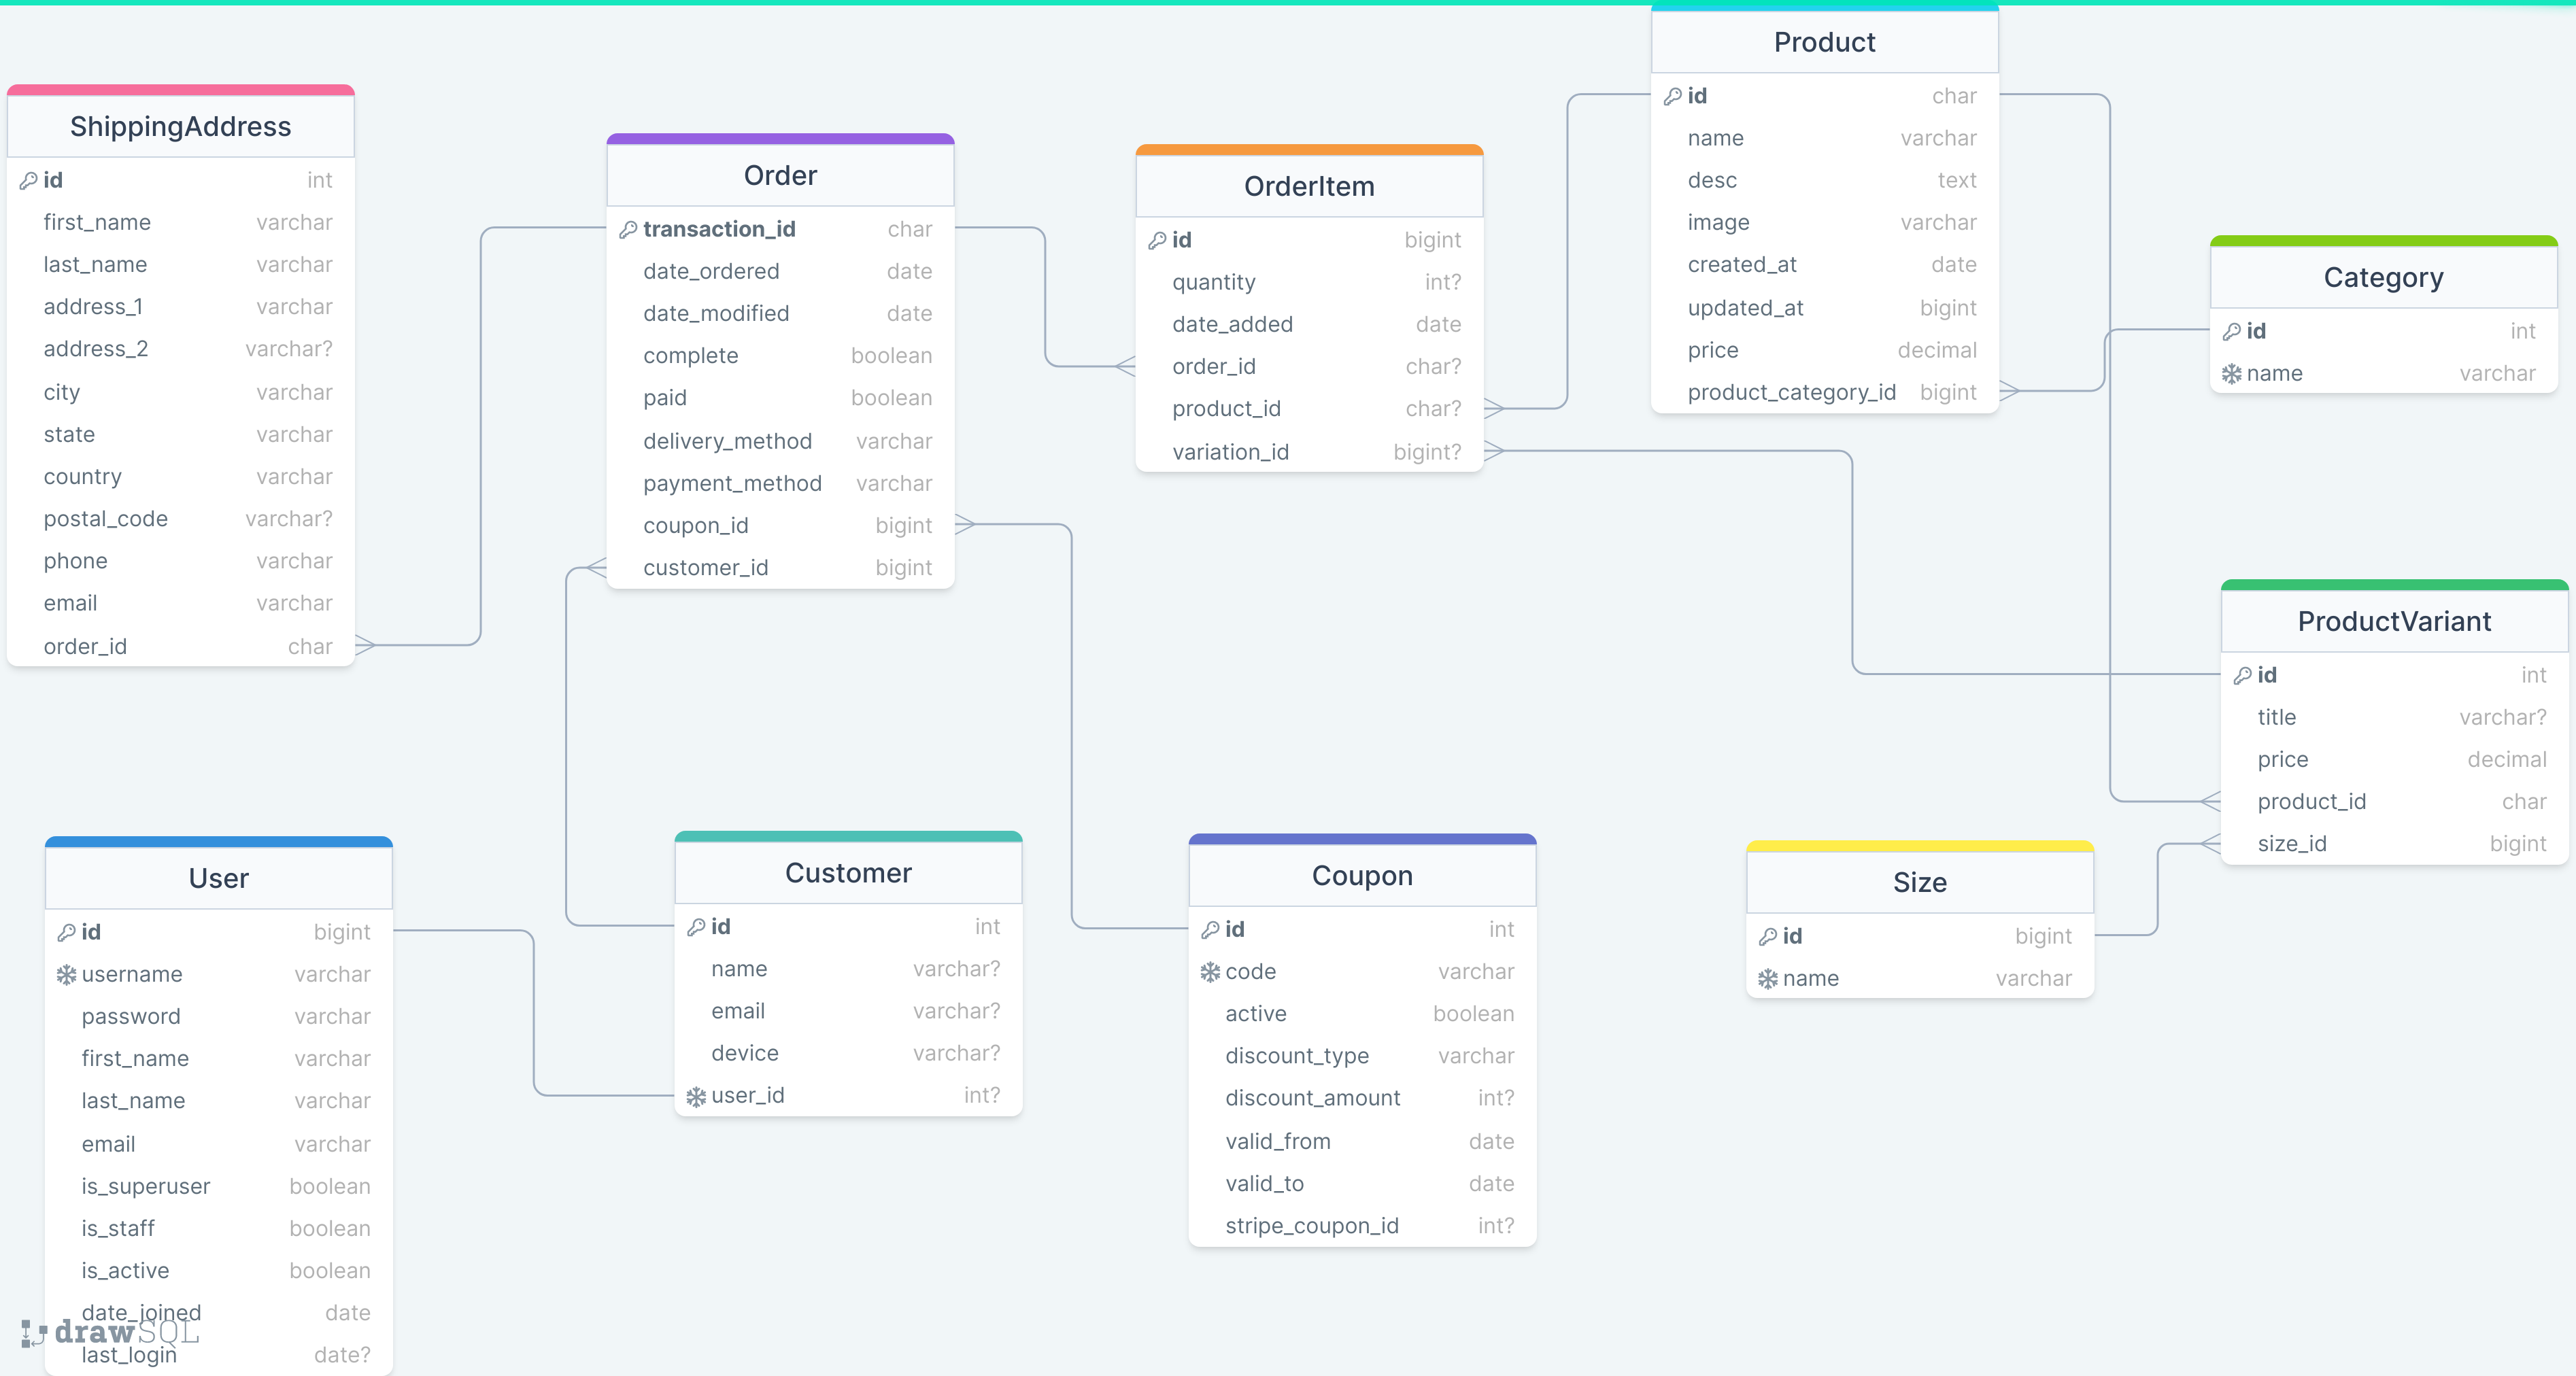 Product
id char
name varchar
desc text
image varchar
created_at date
updated_at bigint
price decimal
product_category_id bigint
ShippingAddress
id int
first_name varchar
last_name varchar
address_1 varchar
address_2 varchar?
city varchar
state varchar
country varchar
postal_code varchar?
phone varchar
email varchar
order_id char
Order
transaction_id char
date_ordered date
date_modified date
complete boolean
paid boolean
delivery_method varchar
payment_method varchar
coupon_id bigint
customer_id bigint
OrderItem
id bigint
quantity int?
date_added date
order_id char?
product_id char?
variation_id bigint?
Category
id int
name varchar
ProductVariant
id int
title varchar?
price decimal
product_id char
size_id bigint
User
id bigint
username varchar
password varchar
first_name varchar
last_name varchar
email varchar
is_superuser boolean
is_staff boolean
is_active boolean
date_joined date
last_login date?
Customer
id int
name varchar?
email varchar?
device varchar?
user_id int?
Coupon
id int
code varchar
active boolean
discount_type varchar
discount_amount int?
valid_from date
valid_to date
stripe_coupon_id int?
Size
id bigint
name varchar
drawSQL